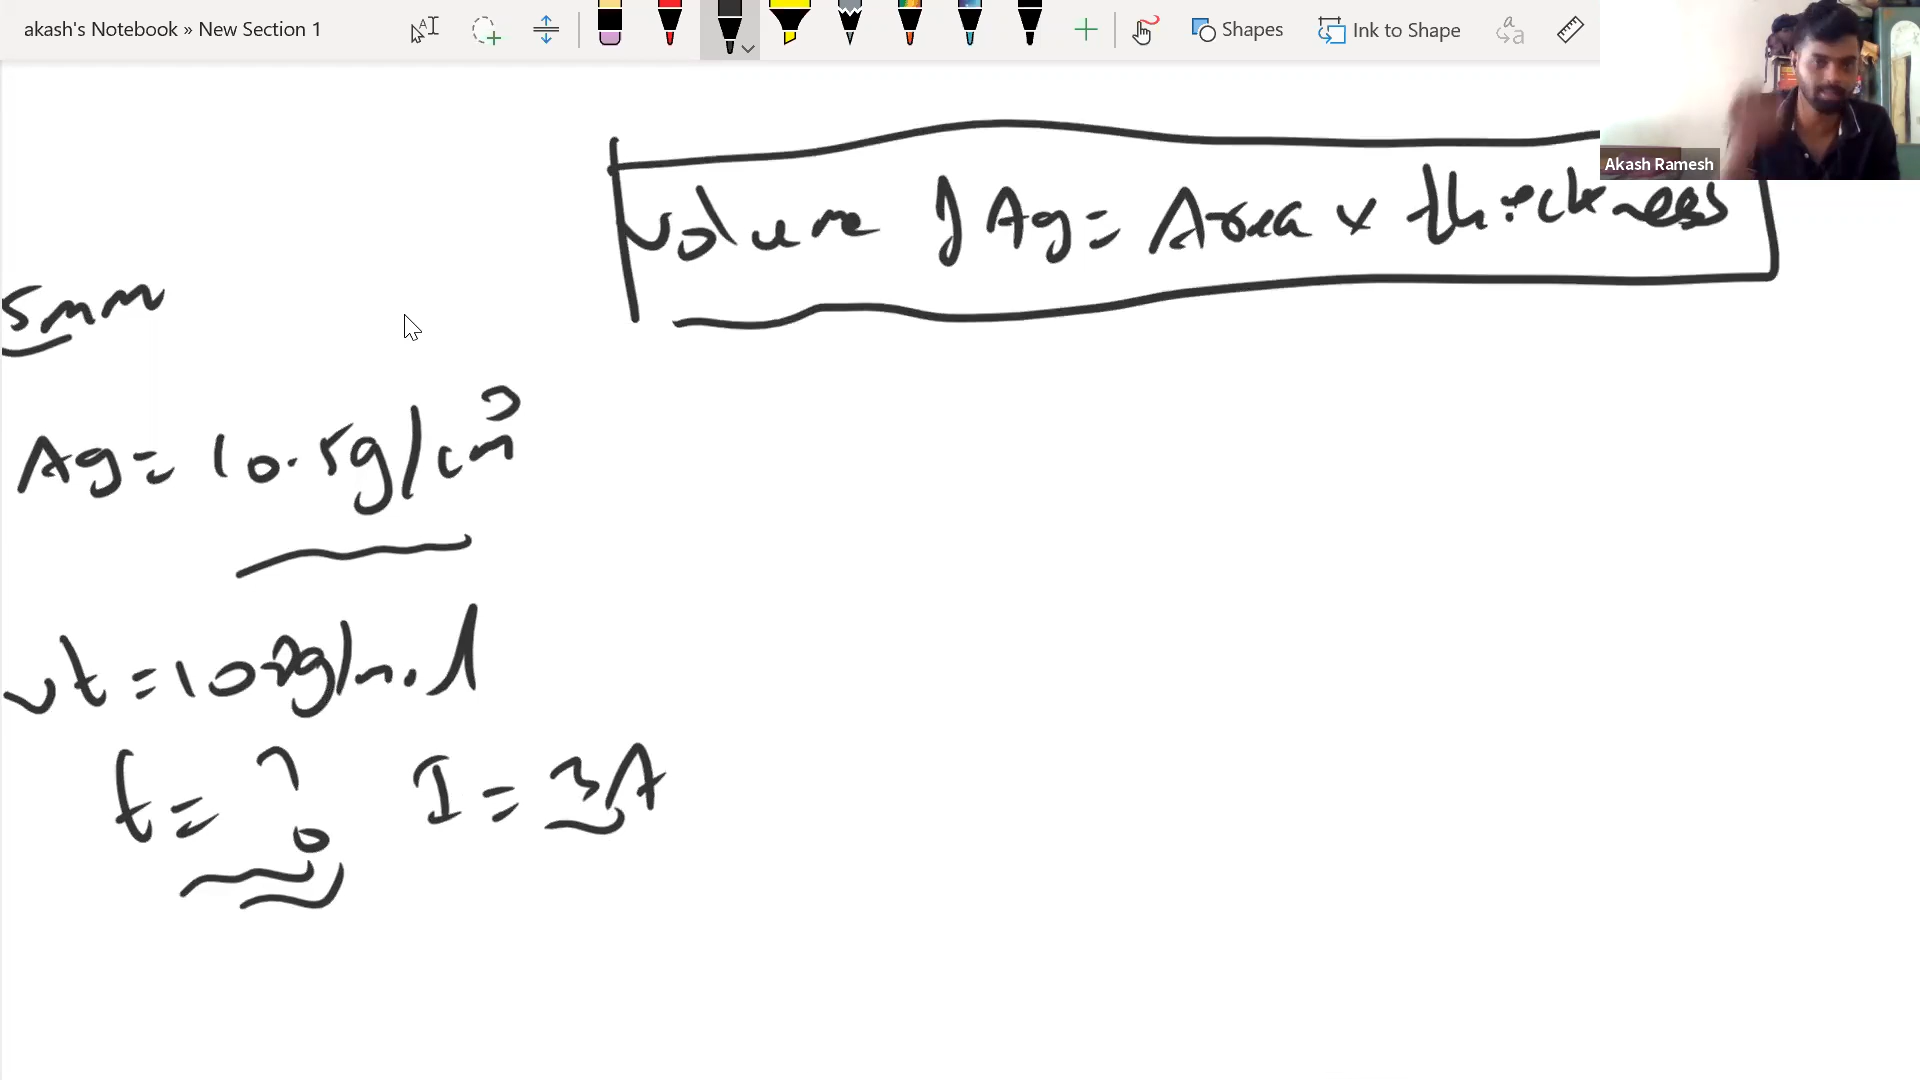 akash's Notebook » New Section 1
Shapes
Ink to Shape
Akash Ramesh
volume of Ag = Area x thickness
5mm
Ag = 10.5g/cm³
wt = 108g/mol
t = ? I = 3A